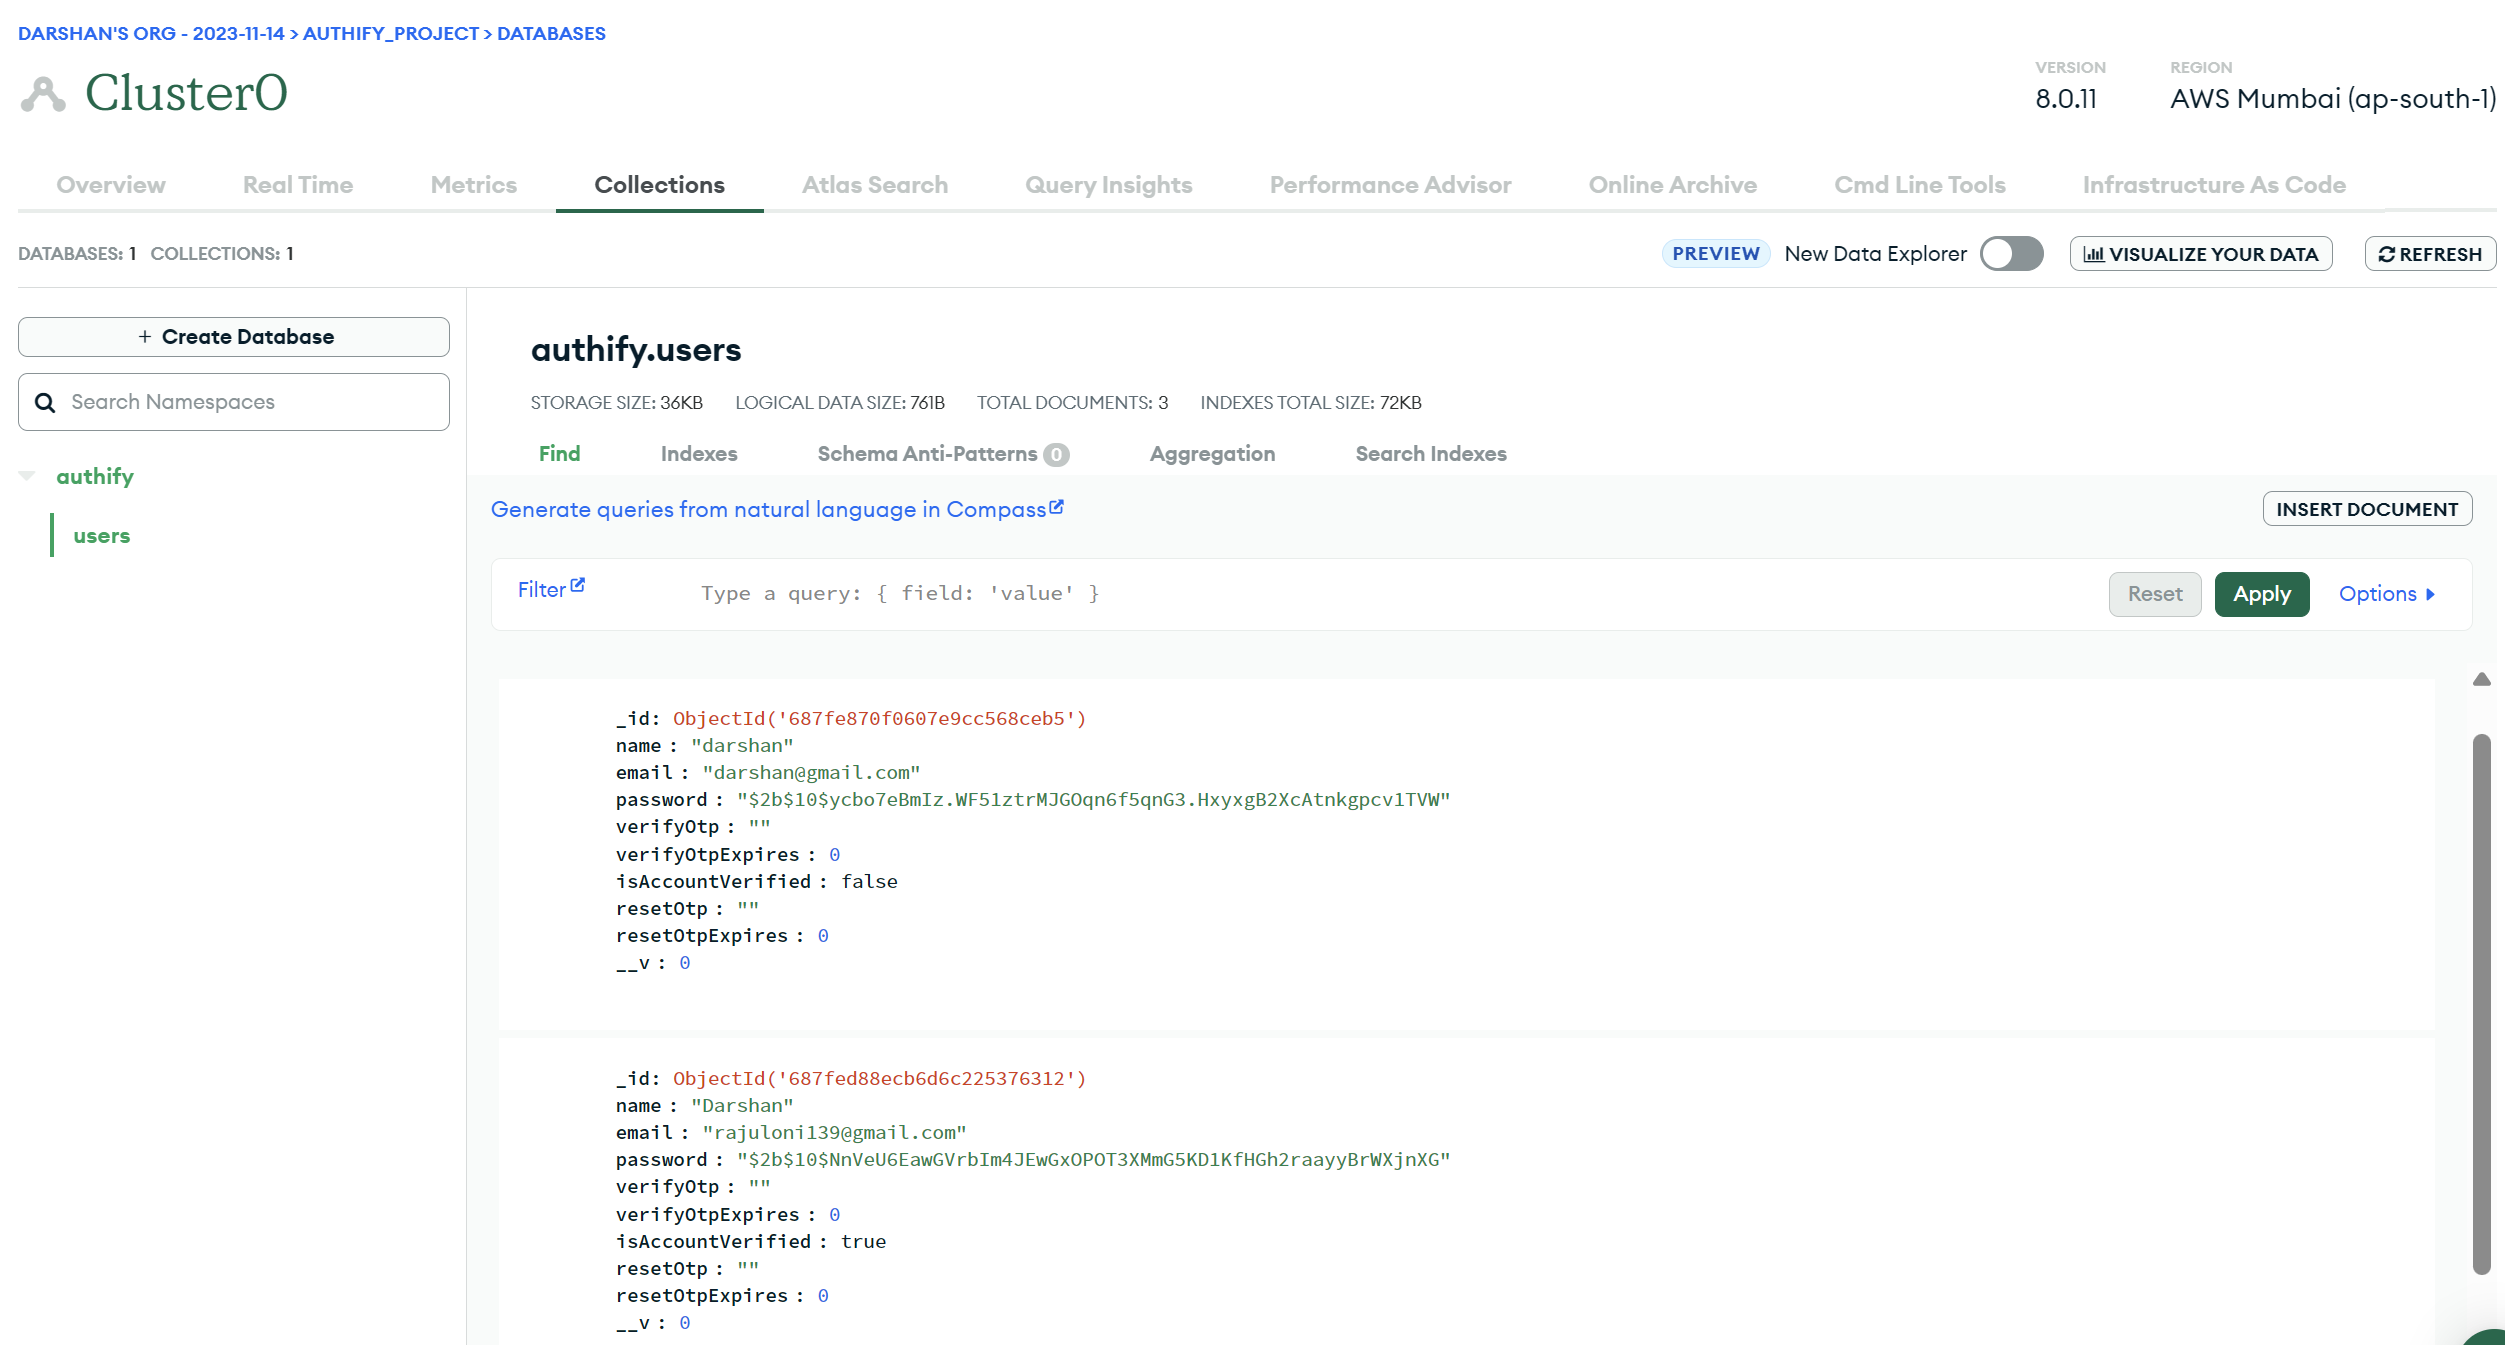 DARSHAN'S ORG - 2023-11-14 > AUTHIFY_PROJECT > DATABASES
Cluster0
VERSION
8.0.11
REGION
AWS Mumbai (ap-south-1)
Overview Real Time Metrics Collections Atlas Search Query Insights Performance Advisor Online Archive Cmd Line Tools Infrastructure As Code
DATABASES: 1 COLLECTIONS: 1
PREVIEW New Data Explorer VISUALIZE YOUR DATA REFRESH
+ Create Database
Search Namespaces
authify
users
authify.users
STORAGE SIZE: 36KB LOGICAL DATA SIZE: 761B TOTAL DOCUMENTS: 3 INDEXES TOTAL SIZE: 72KB
Find Indexes Schema Anti-Patterns 0 Aggregation Search Indexes
Generate queries from natural language in Compass
INSERT DOCUMENT
Filter Type a query: { field: 'value' } Reset Apply Options
_id: ObjectId('687fe870f0607e9cc568ceb5')
name : "darshan"
email : "darshan@gmail.com"
password : "$2b$10$ycbo7eBmIz.WF51ztrMJGOqn6f5qnG3.HxyxgB2XcAtnkgpcv1TVW"
verifyOtp : ""
verifyOtpExpires : 0
isAccountVerified : false
resetOtp : ""
resetOtpExpires : 0
__v : 0
_id: ObjectId('687fed88ecb6d6c225376312')
name : "Darshan"
email : "rajuloni139@gmail.com"
password : "$2b$10$NnVeU6EawGVrbIm4JEwGxOPOT3XMmG5KD1KfHGh2raayyBrWXjnXG"
verifyOtp : ""
verifyOtpExpires : 0
isAccountVerified : true
resetOtp : ""
resetOtpExpires : 0
__v : 0